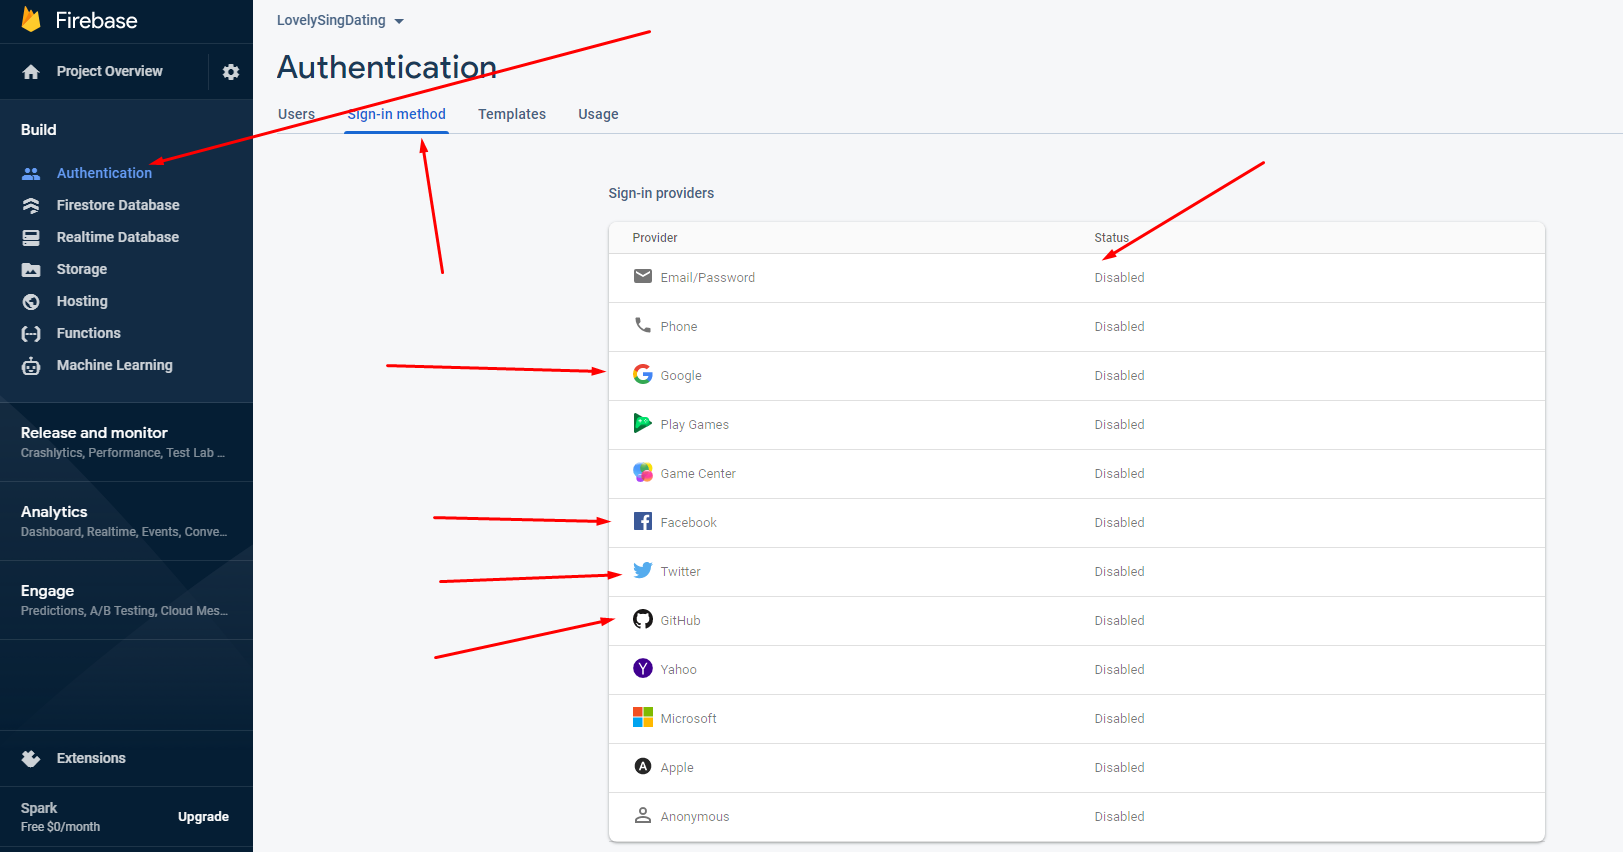 Firebase
Project Overview
Build
Authentication
Firestore Database
Realtime Database
Storage
Hosting
Functions
Machine Learning
Release and monitor
Crashlytics, Performance, Test Lab ...
Analytics
Dashboard, Realtime, Events, Conve...
Engage
Predictions, A/B Testing, Cloud Mes...
Extensions
Spark
Free $0/month
Upgrade
LovelySingDating
Authentication
Users Sign-in method Templates Usage
Sign-in providers
Provider Status
Email/Password Disabled
Phone Disabled
Google Disabled
Play Games Disabled
Game Center Disabled
Facebook Disabled
Twitter Disabled
GitHub Disabled
Yahoo Disabled
Microsoft Disabled
Apple Disabled
Anonymous Disabled